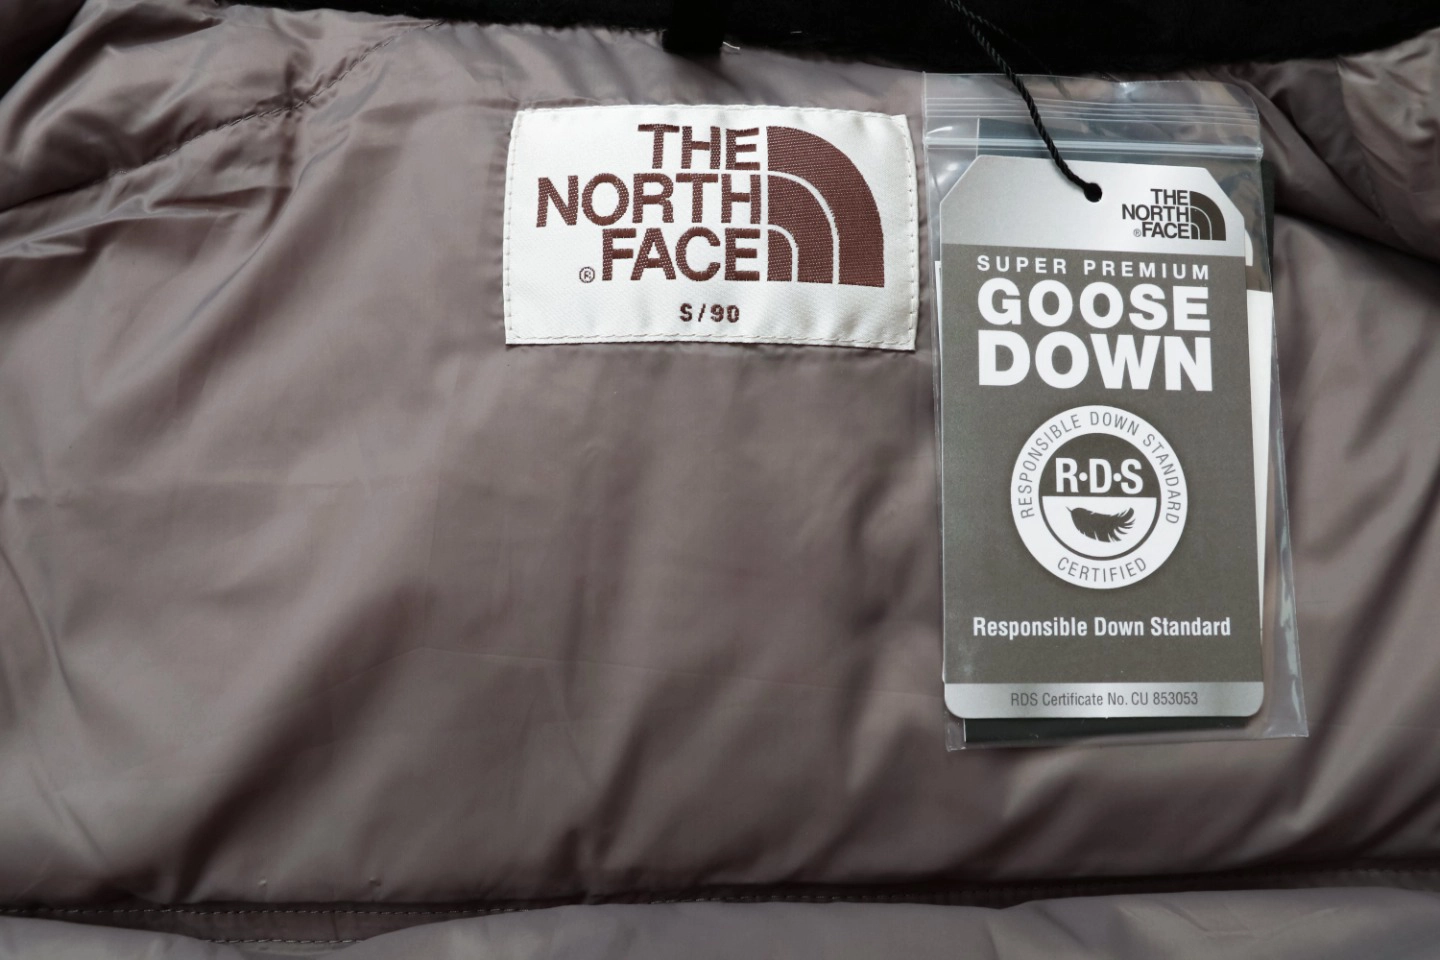 THE
NORTH
® FACE
S/90
THE
NORTH
® FACE
SUPER PREMIUM
GOOSE
DOWN
RESPONSIBLE DOWN STANDARD
R·D·S
CERTIFIED
Responsible Down Standard
RDS Certificate No. CU 853053